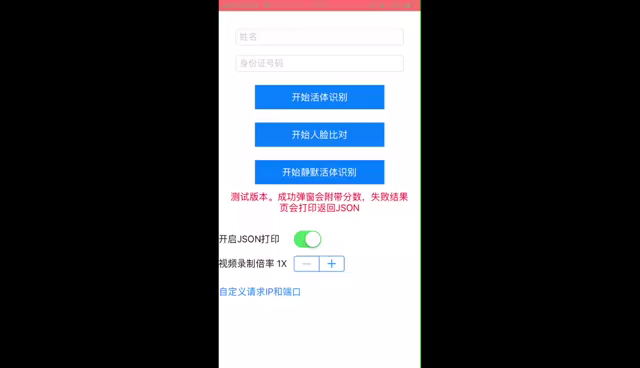 姓名
身份证号码
开始活体识别
开始人脸比对
开始静默活体识别
测试版本。成功弹窗会附带分数，失败结果
页会打印返回JSON
开启JSON打印
视频录制倍率 1X
自定义请求IP和端口